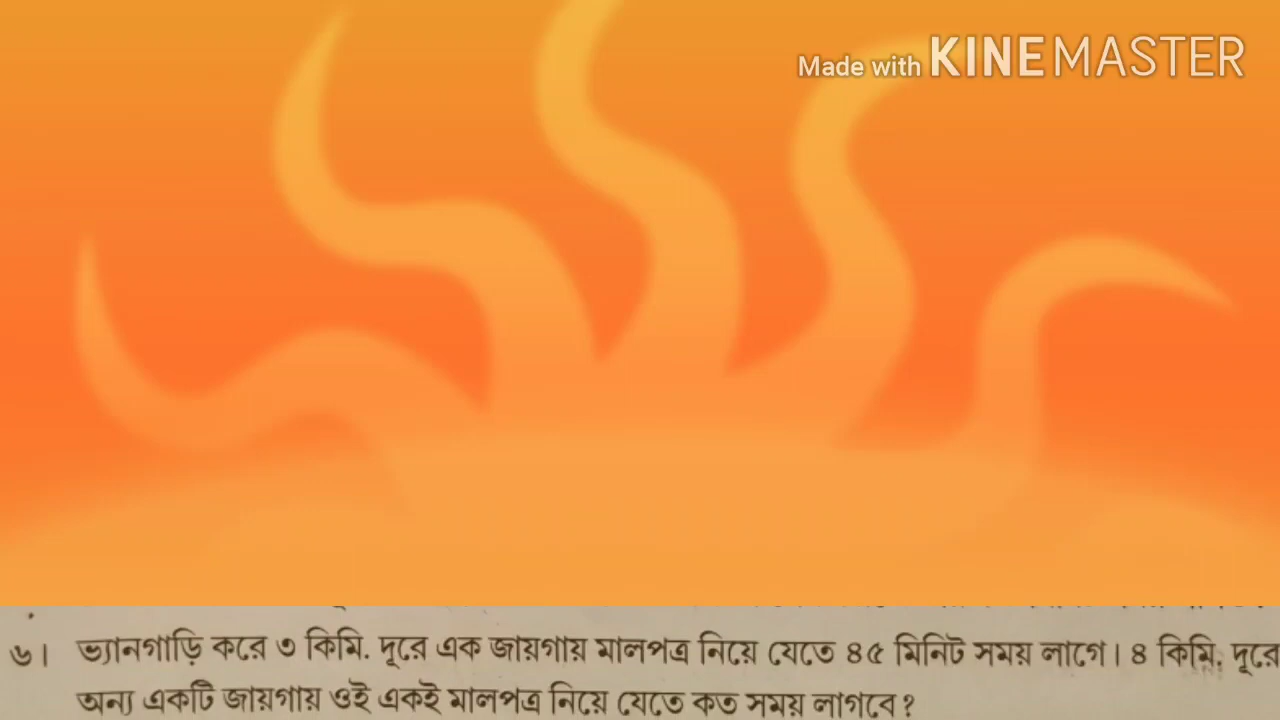 Made with KINEMASTER
৬। ভ্যানগাড়ি করে ৩ কিমি. দূরে এক জায়গায় মালপত্র নিয়ে যেতে ৪৫ মিনিট সময় লাগে। ৪ কিমি. দূরে
অন্য একটি জায়গায় ওই একই মালপত্র নিয়ে যেতে কত সময় লাগবে?